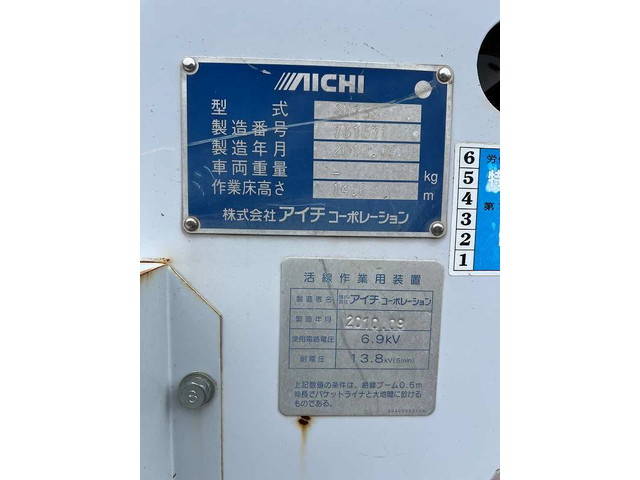 AICHI
型式
製造番号
製造年月
車両重量 - kg
作業床高さ m
株式会社アイチコーポレーション
6
5
4
3
2
1
活線作業用装置
製造者名 株式会社アイチコーポレーション
製造年月 2010.09
使用電路電圧 6.9kV
耐電圧 13.8kV(5min)
上記数値の条件は、絶縁ブーム0.5m
伸長でバケットライナと大地間に於ける
ものである。